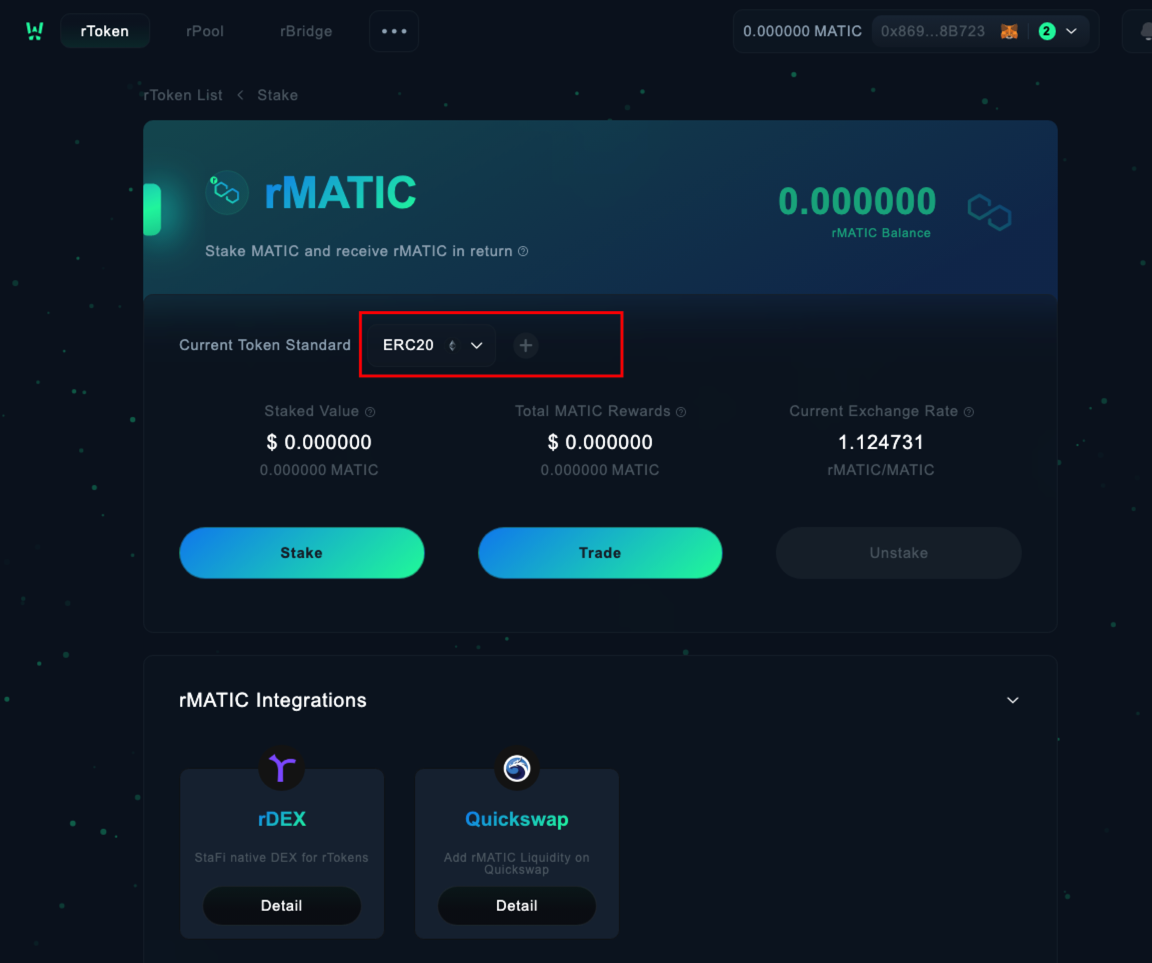 rToken rPool rBridge 0.000000 MATIC 0x869...8B723 2
rToken List < Stake
rMATIC
Stake MATIC and receive rMATIC in return
0.000000
rMATIC Balance
Current Token Standard ERC20
Staked Value Total MATIC Rewards Current Exchange Rate
$ 0.000000 $ 0.000000 1.124731
0.000000 MATIC 0.000000 MATIC rMATIC/MATIC
Stake Trade Unstake
rMATIC Integrations
rDEX
StaFi native DEX for rTokens
Detail
Quickswap
Add rMATIC Liquidity on
Quickswap
Detail